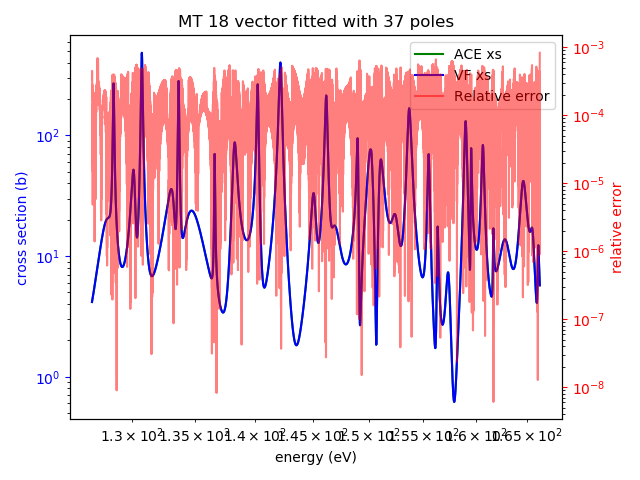 MT 18 vector fitted with 37 poles
ACE xs
VF xs
Relative error
cross section (b)
10²
10¹
10⁰
relative error
10⁻³
10⁻⁴
10⁻⁵
10⁻⁶
10⁻⁷
10⁻⁸
1.3 × 10² 1.35 × 10² 1.4 × 10² 1.45 × 10² 1.5 × 10² 1.55 × 10² 1.6 × 10² 1.65 × 10²
energy (eV)